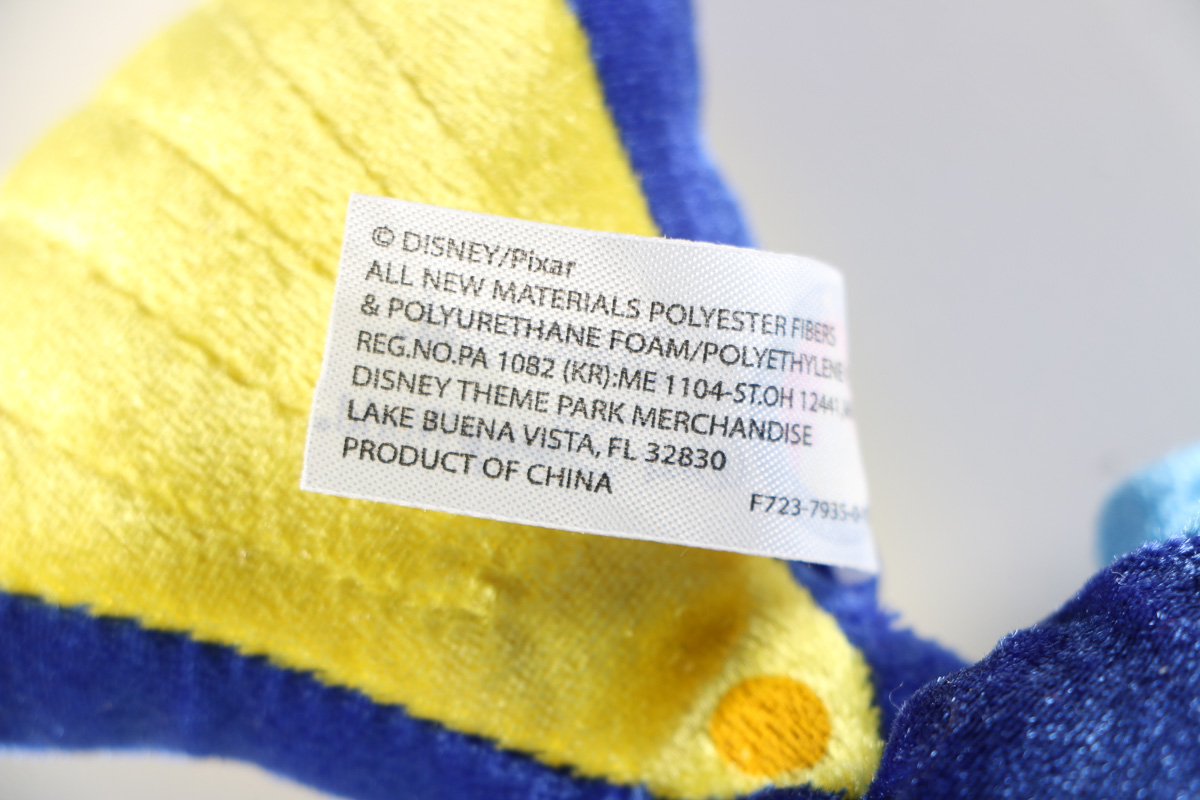 © DISNEY/Pixar
ALL NEW MATERIALS POLYESTER FIBERS
& POLYURETHANE FOAM/POLYETHYLENE
REG.NO.PA 1082 (KR):ME 1104-ST.OH
DISNEY THEME PARK MERCHANDISE
LAKE BUENA VISTA, FL 32830
PRODUCT OF CHINA
F723-7935-